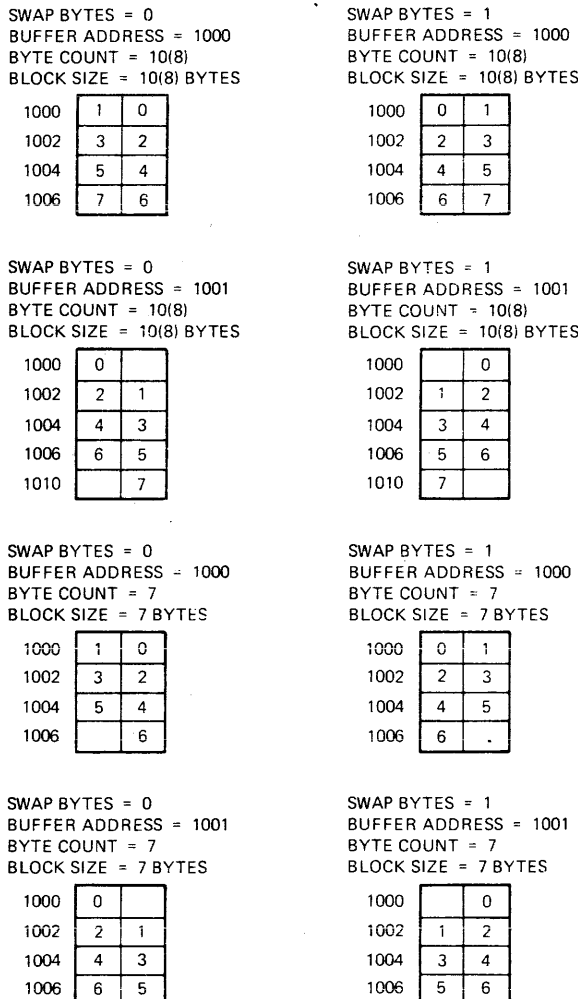 SWAP BYTES = 0
BUFFER ADDRESS = 1000
BYTE COUNT = 10(8)
BLOCK SIZE = 10(8) BYTES
1000 1 0
1002 3 2
1004 5 4
1006 7 6
SWAP BYTES = 1
BUFFER ADDRESS = 1000
BYTE COUNT = 10(8)
BLOCK SIZE = 10(8) BYTES
1000 0 1
1002 2 3
1004 4 5
1006 6 7
SWAP BYTES = 0
BUFFER ADDRESS = 1001
BYTE COUNT = 10(8)
BLOCK SIZE = 10(8) BYTES
1000 0
1002 2 1
1004 4 3
1006 6 5
1010 7
SWAP BYTES = 1
BUFFER ADDRESS = 1001
BYTE COUNT = 10(8)
BLOCK SIZE = 10(8) BYTES
1000 0
1002 1 2
1004 3 4
1006 5 6
1010 7
SWAP BYTES = 0
BUFFER ADDRESS = 1000
BYTE COUNT = 7
BLOCK SIZE = 7 BYTES
1000 1 0
1002 3 2
1004 5 4
1006 6
SWAP BYTES = 1
BUFFER ADDRESS = 1000
BYTE COUNT = 7
BLOCK SIZE = 7 BYTES
1000 0 1
1002 2 3
1004 4 5
1006 6
SWAP BYTES = 0
BUFFER ADDRESS = 1001
BYTE COUNT = 7
BLOCK SIZE = 7 BYTES
1000 0
1002 2 1
1004 4 3
1006 6 5
SWAP BYTES = 1
BUFFER ADDRESS = 1001
BYTE COUNT = 7
BLOCK SIZE = 7 BYTES
1000 0
1002 1 2
1004 3 4
1006 5 6